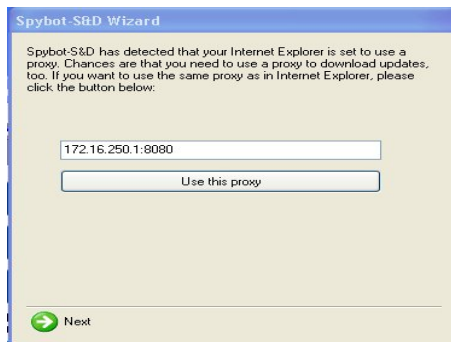 Spybot-S&D Wizard
Spybot-S&D has detected that your Internet Explorer is set to use a
proxy. Chances are that you need to use a proxy to download updates,
too. If you want to use the same proxy as in Internet Explorer, please
click the button below:
172.16.250.1:8080
Use this proxy
Next